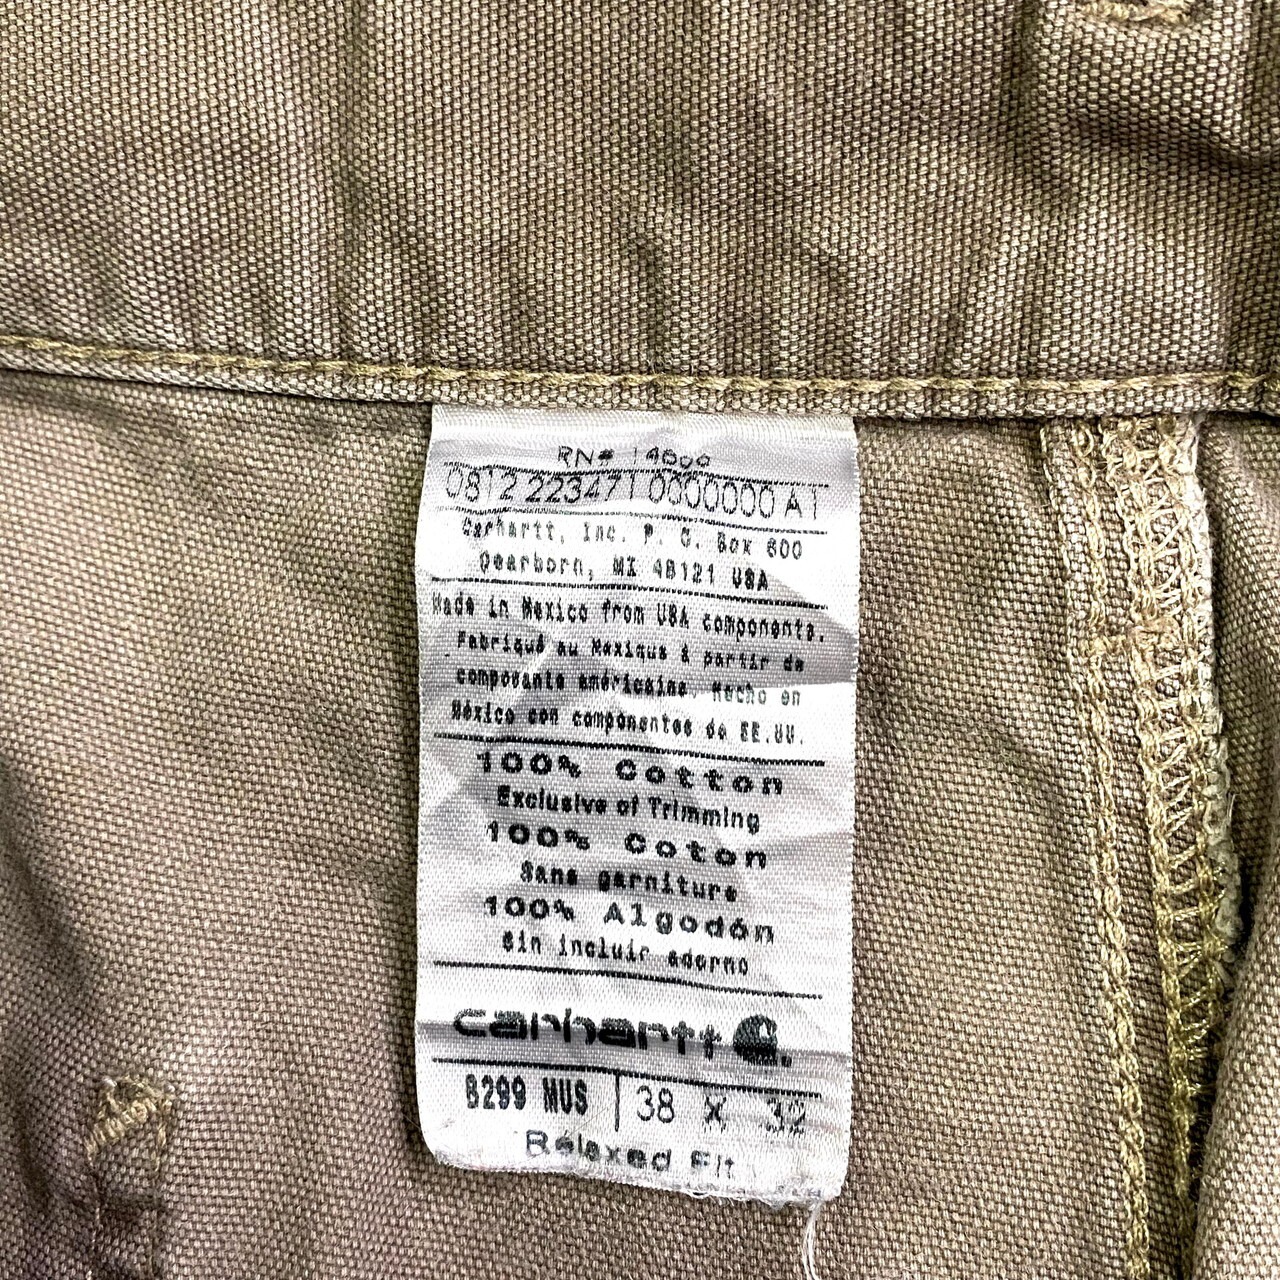 RN# 14806
0812 223471 0000000 A1
Carhartt, Inc. P. O. Box 600
Dearborn, MI 48121 USA
Made in Mexico from USA components.
Fabriqué au Mexique à partir de
composants américains. Hecho en
México con componentes de EE.UU.
100% Cotton
Exclusive of Trimming
100% Coton
Sans garniture
100% Algodón
Sin incluir adorno
carhartt
B299 MUS 38 X 32
Relaxed Fit